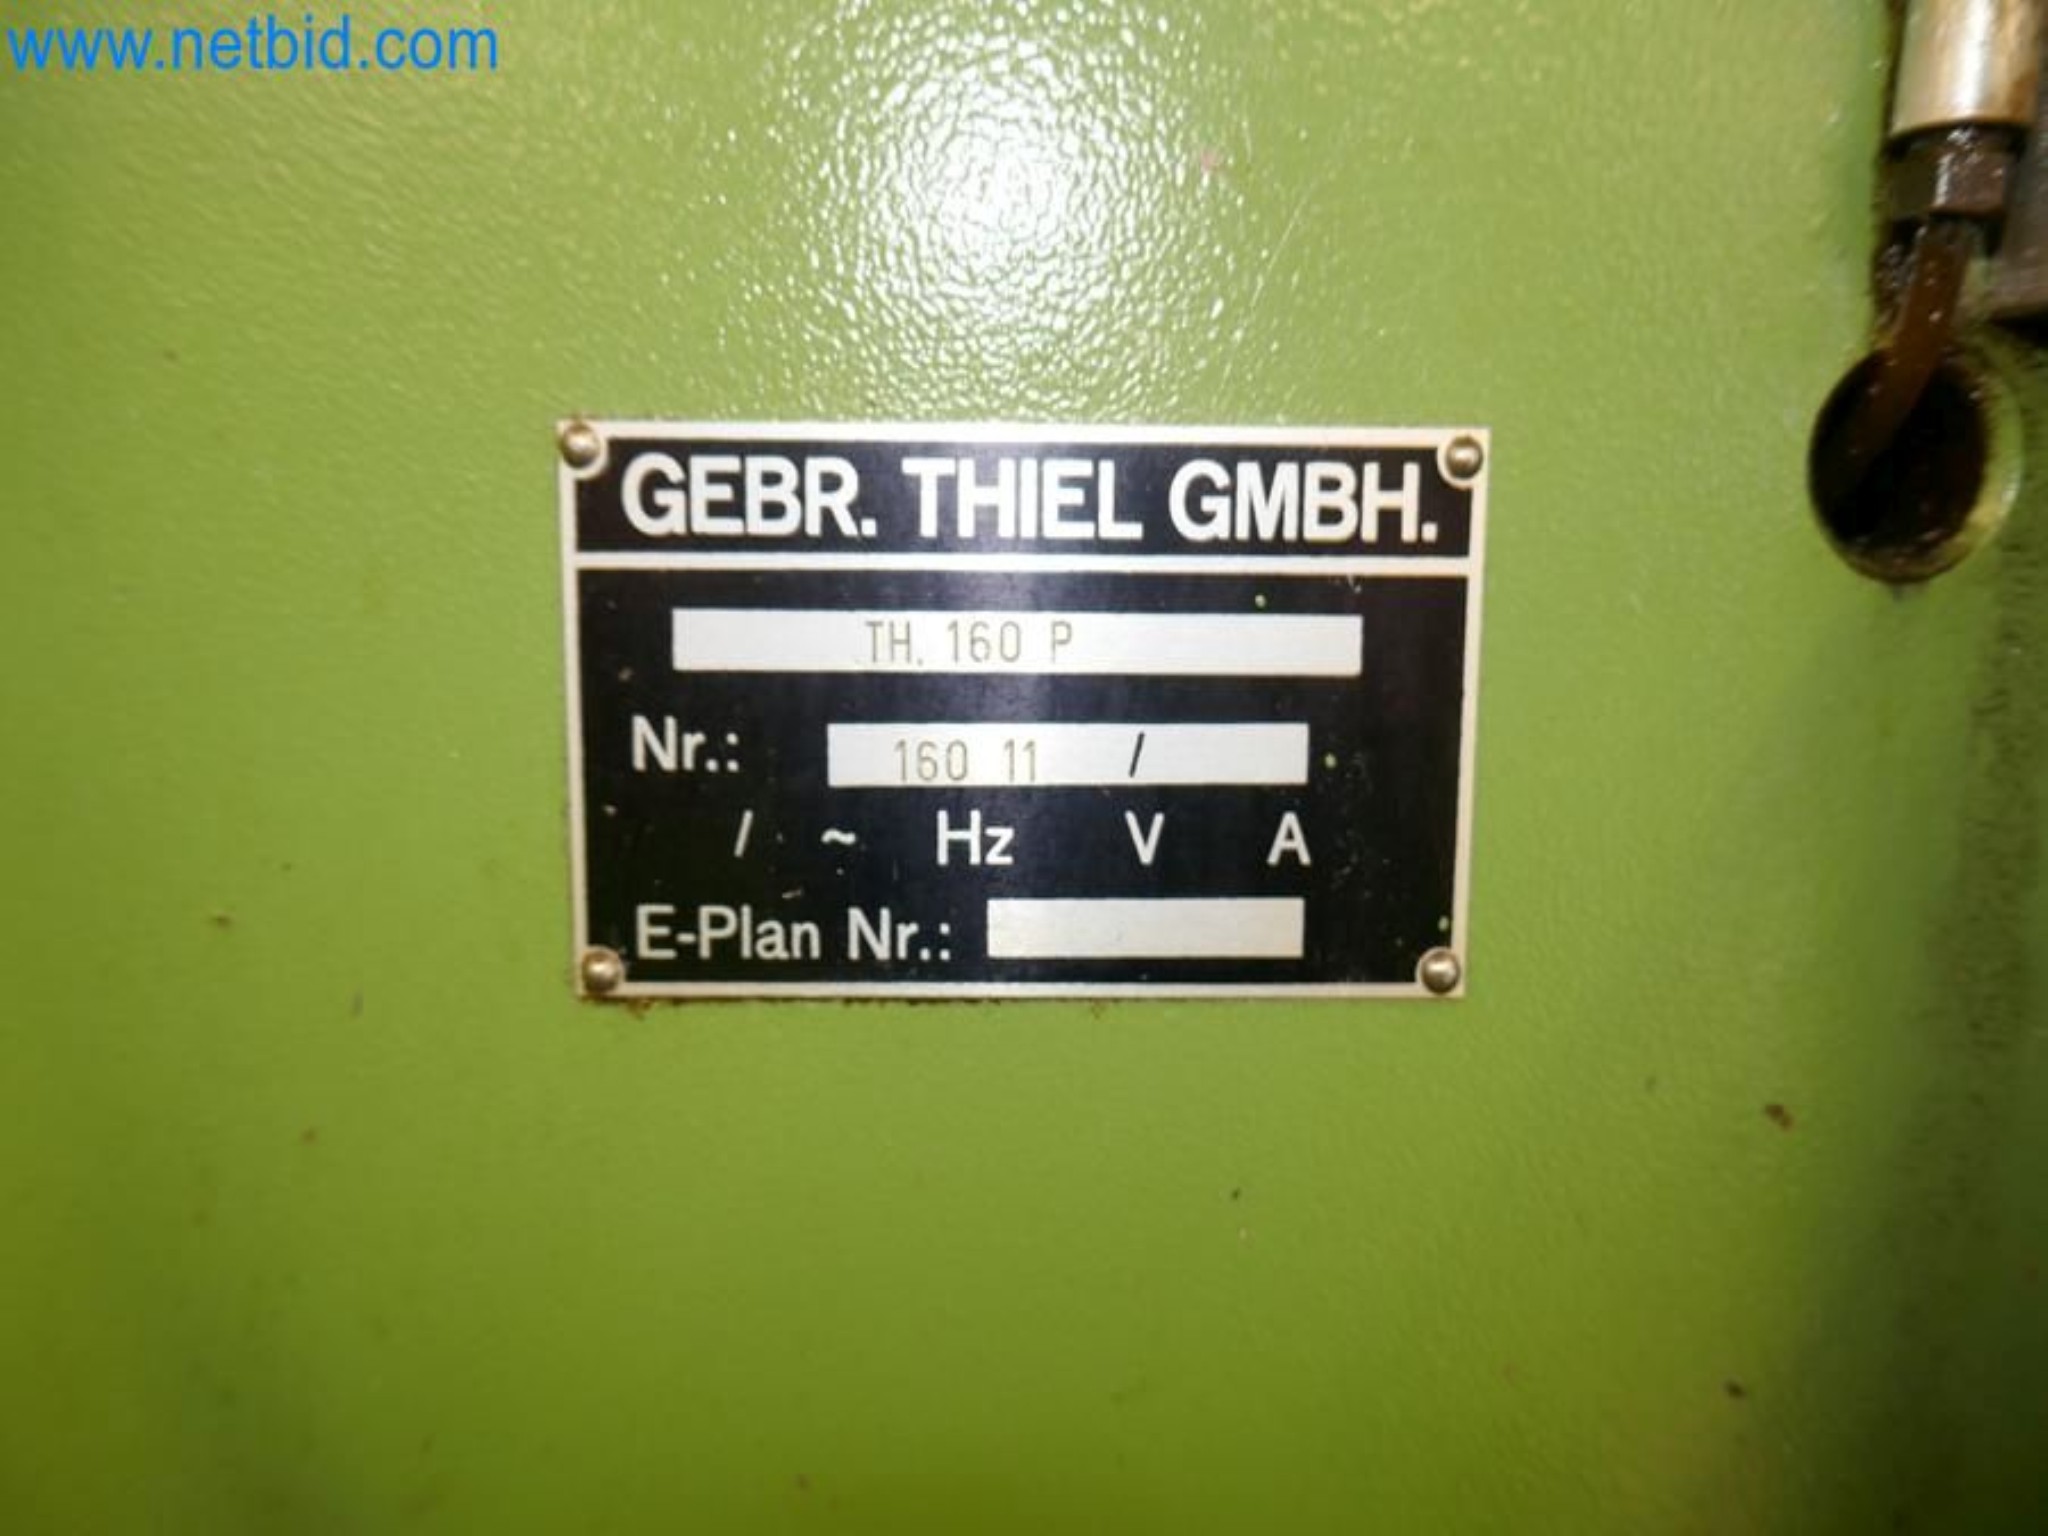 www.netbid.com
GEBR. THIEL GMBH.
TH. 160 P
Nr.: 160 11 /
/ ~ Hz V A
E-Plan Nr.: